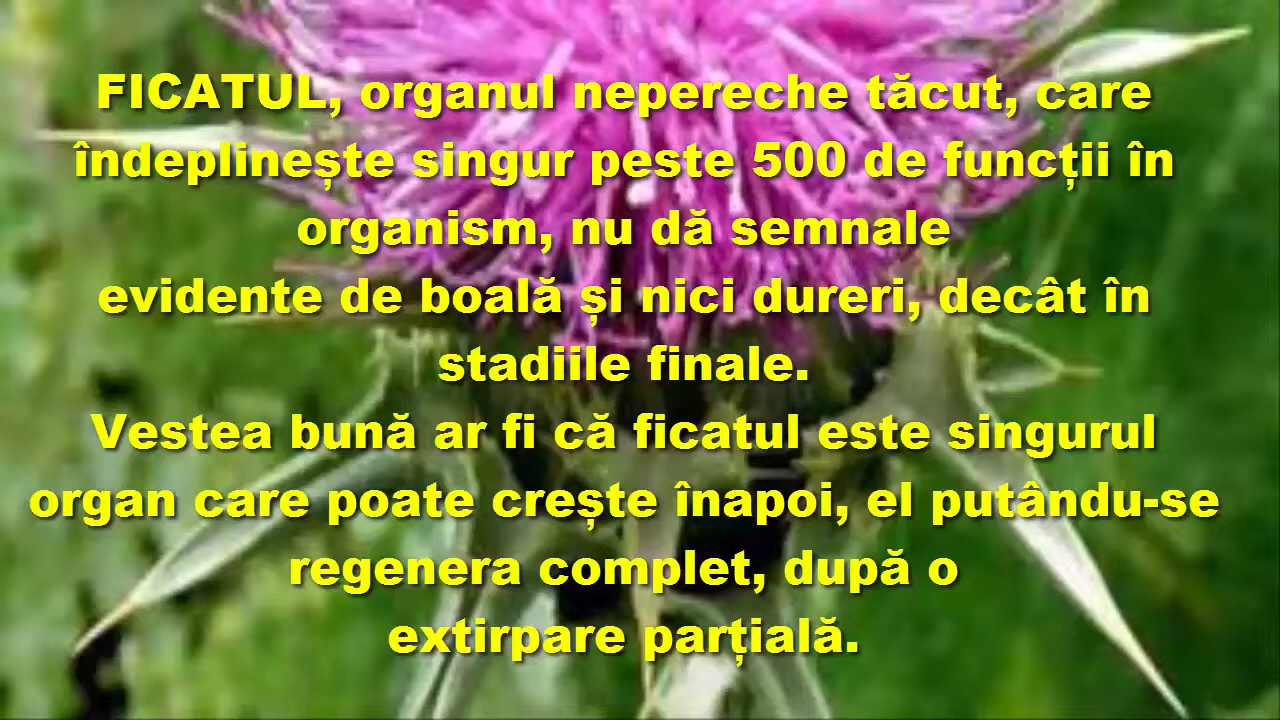 FICATUL, organul nepereche tăcut, care
îndeplinește singur peste 500 de funcții în
organism, nu dă semnale
evidente de boală și nici dureri, decât în
stadiile finale.
Vestea bună ar fi că ficatul este singurul
organ care poate crește înapoi, el putându-se
regenera complet, după o
extirpare parțială.